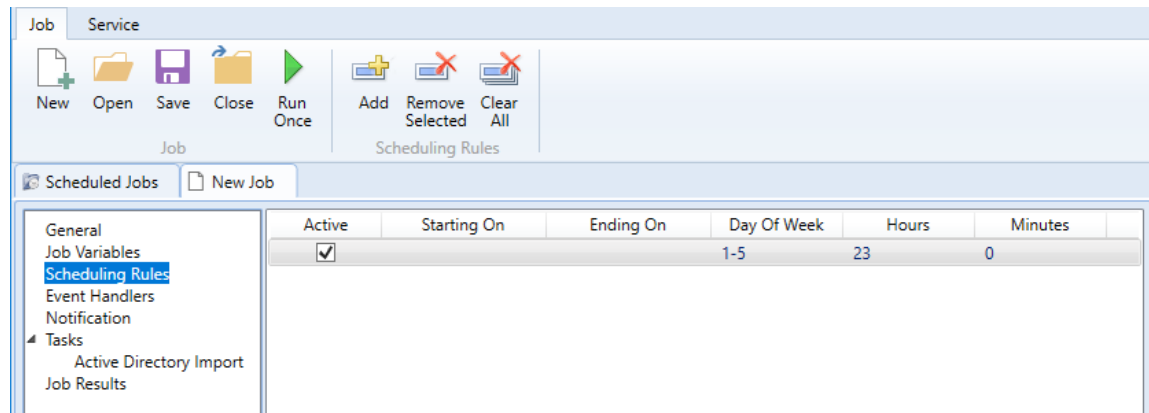 Job Service
New Open Save Close Run Once Add Remove Selected Clear All
Job Scheduling Rules
Scheduled Jobs New Job
General
Job Variables
Scheduling Rules
Event Handlers
Notification
Tasks
Active Directory Import
Job Results
Active Starting On Ending On Day Of Week Hours Minutes
1-5 23 0